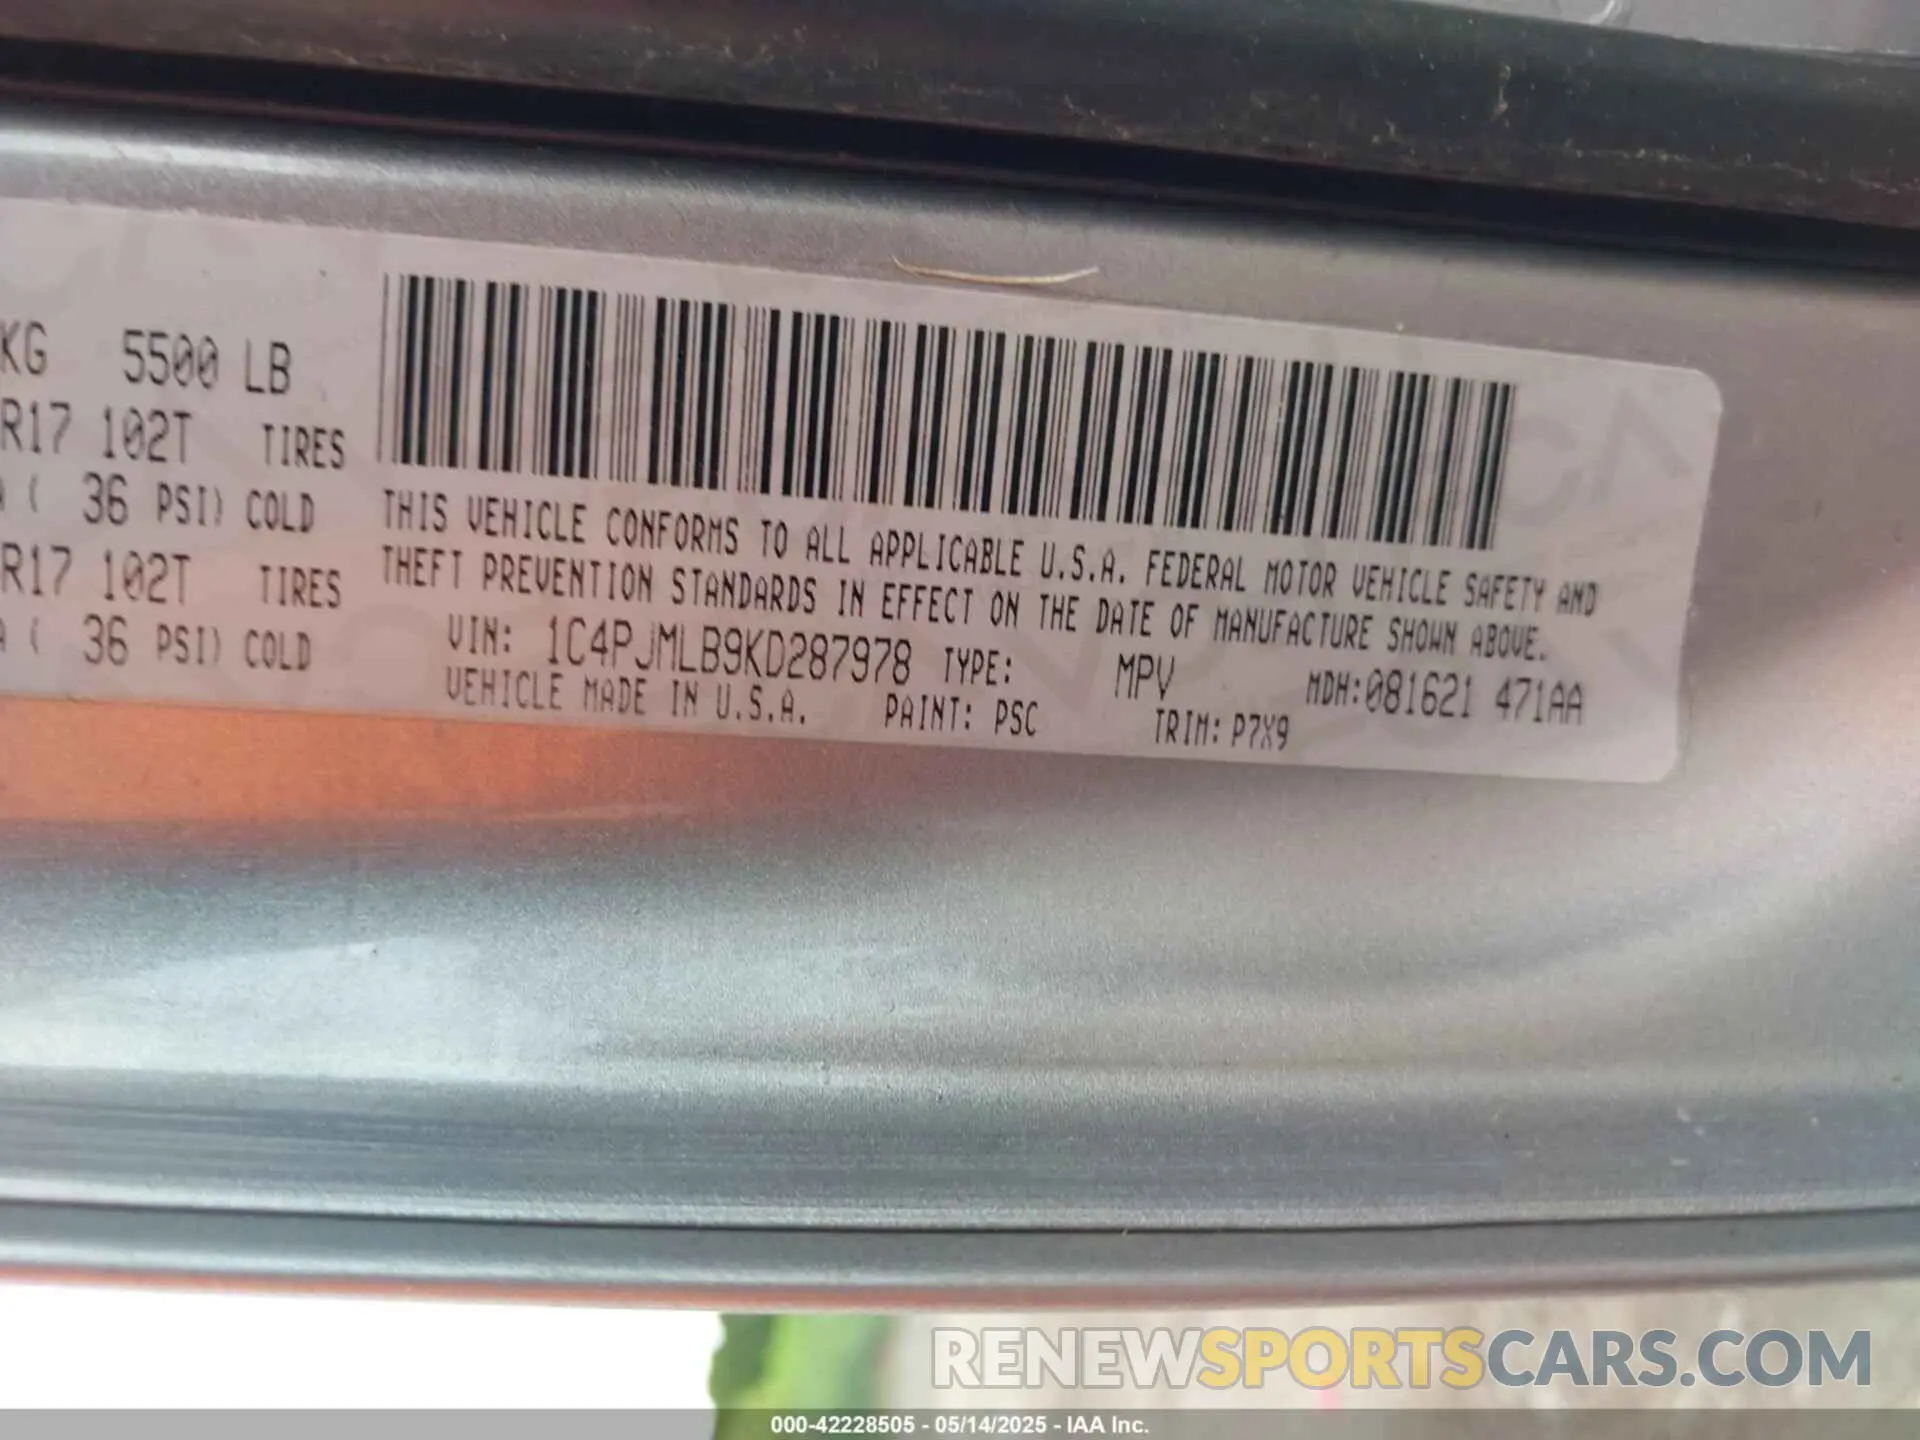 KG 5500 LB
R17 102T TIRES
( 36 PSI) COLD
R17 102T TIRES
( 36 PSI) COLD
THIS VEHICLE CONFORMS TO ALL APPLICABLE U.S.A. FEDERAL MOTOR VEHICLE SAFETY AND
THEFT PREVENTION STANDARDS IN EFFECT ON THE DATE OF MANUFACTURE SHOWN ABOVE.
VIN: 1C4PJMLB9KD287978 TYPE: MPV MDH:081621 471AA
VEHICLE MADE IN U.S.A. PAINT: PSC TRIM: P7X9
RENEWSPORTSCARS.COM
000-42228505 - 05/14/2025 - IAA Inc.